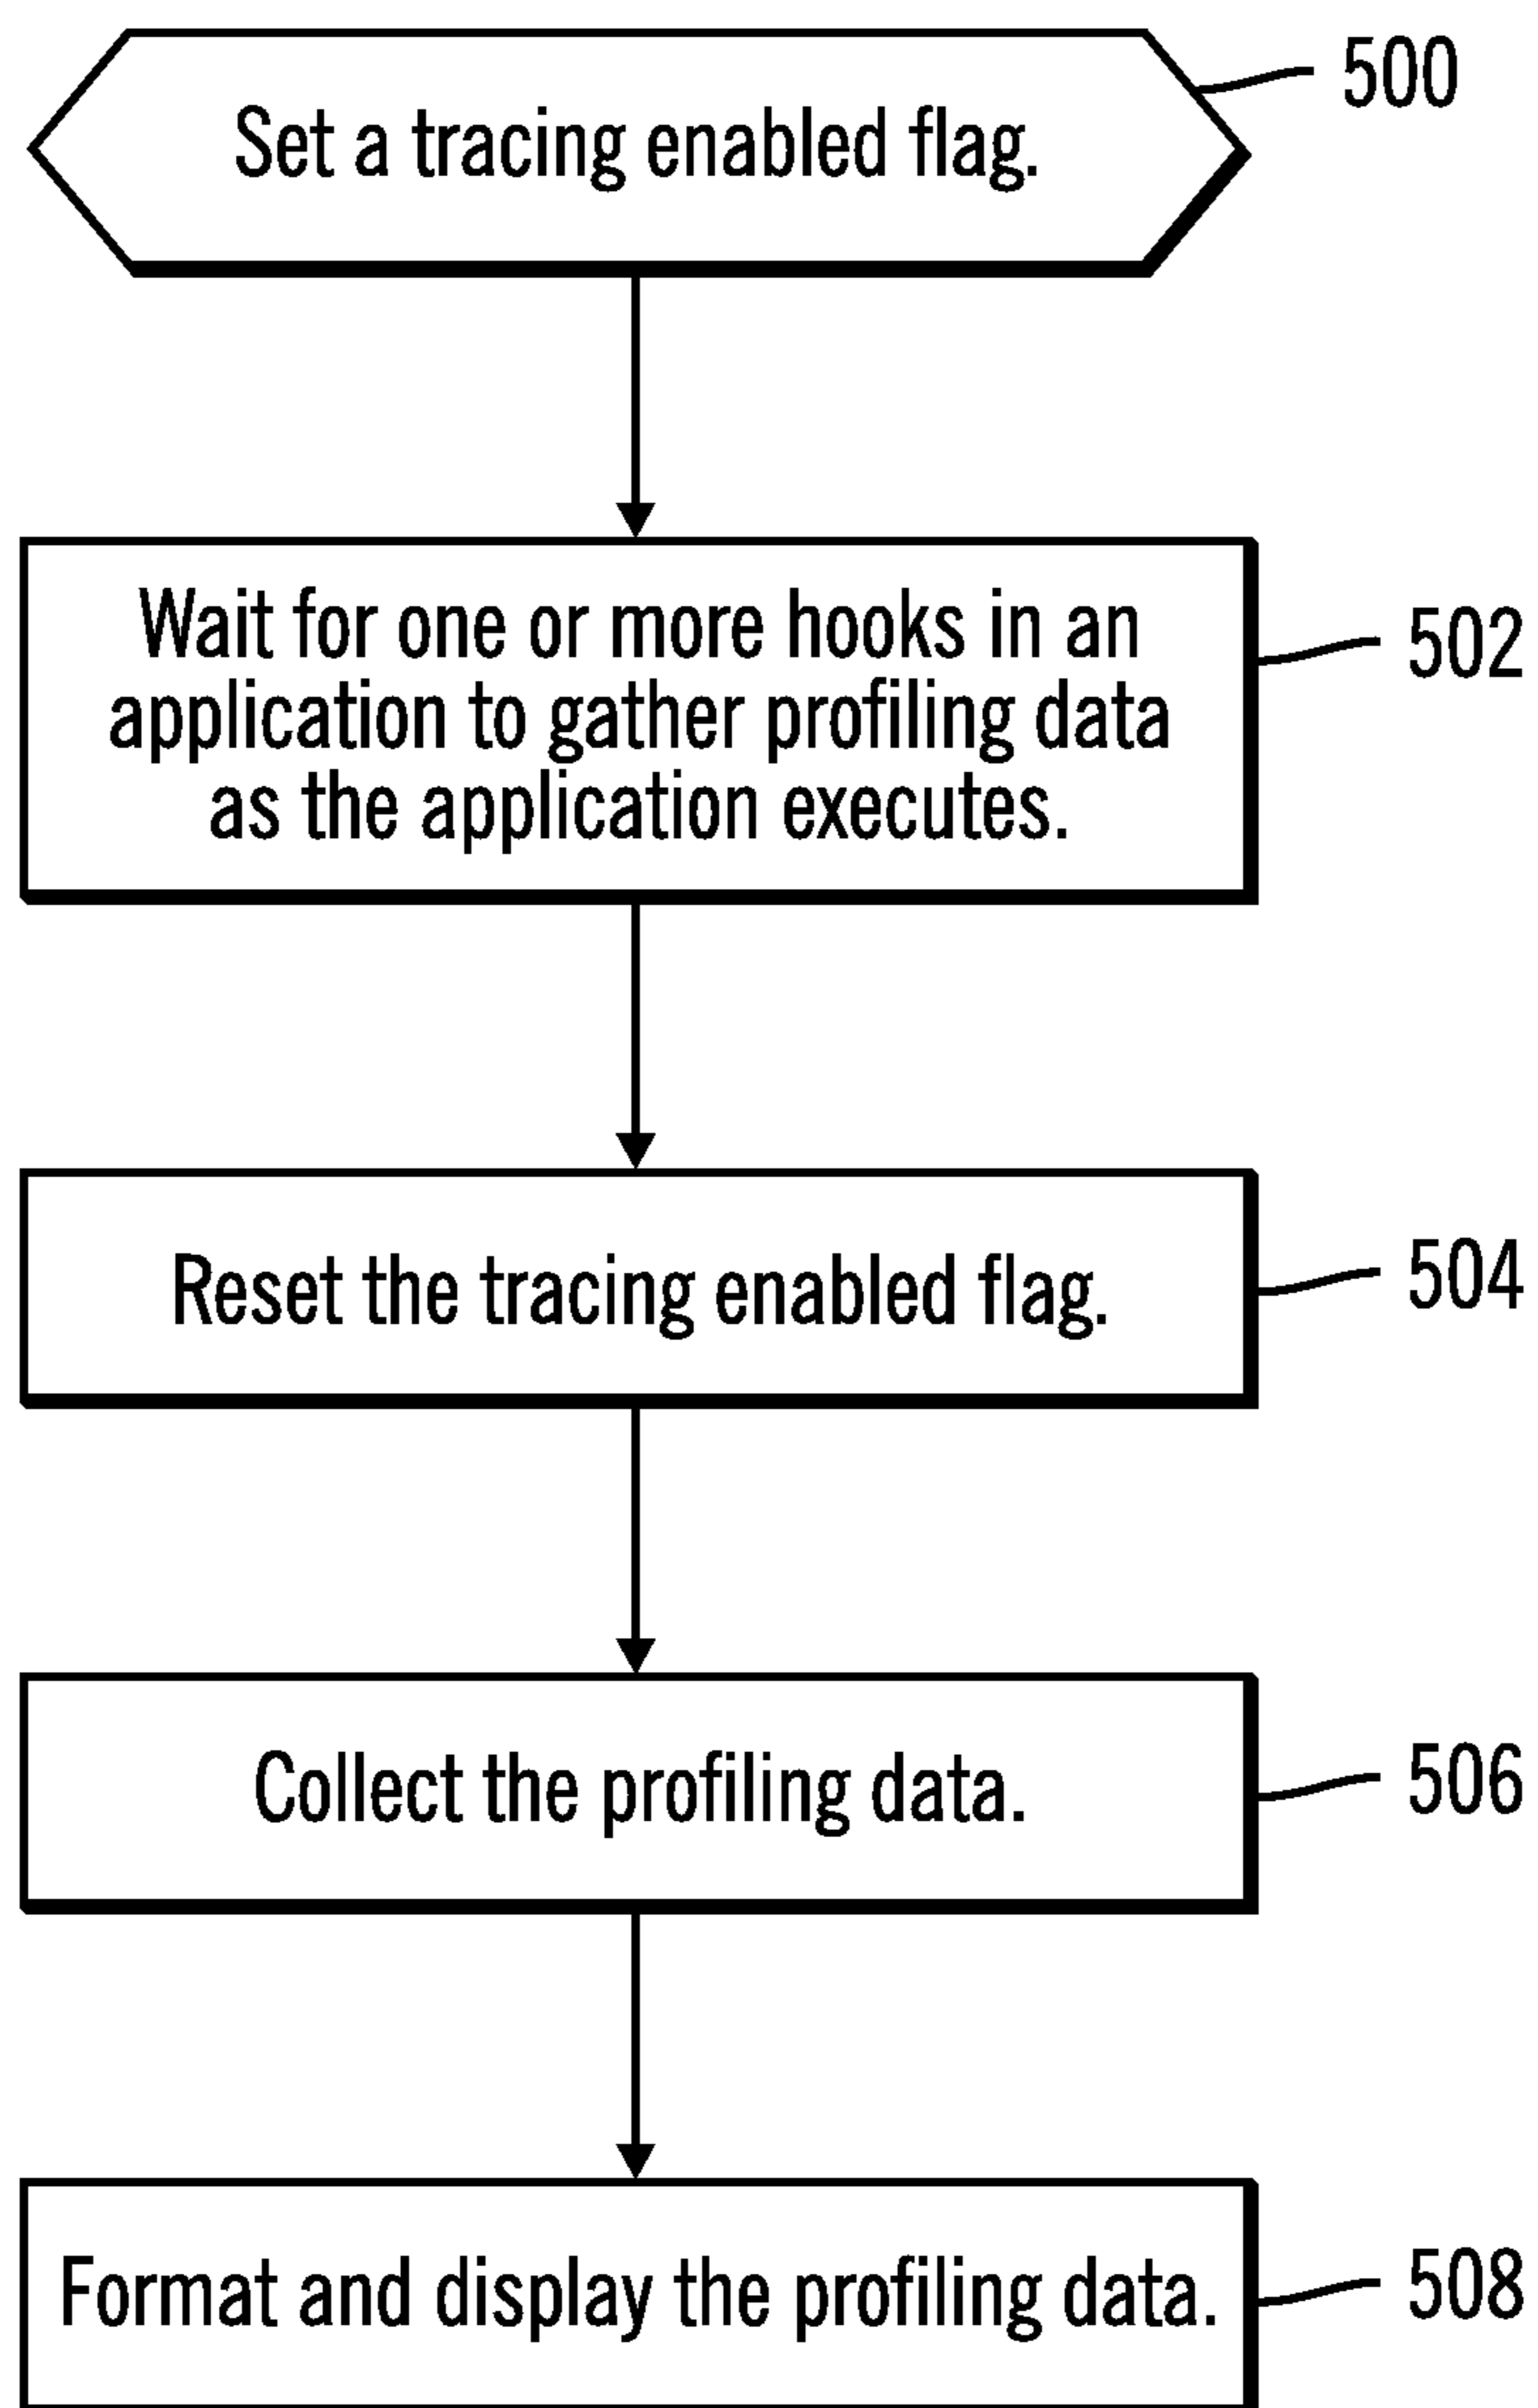 Set a tracing enabled flag.
500
Wait for one or more hooks in an
application to gather profiling data
as the application executes.
502
Reset the tracing enabled flag.
504
Collect the profiling data.
506
Format and display the profiling data.
508